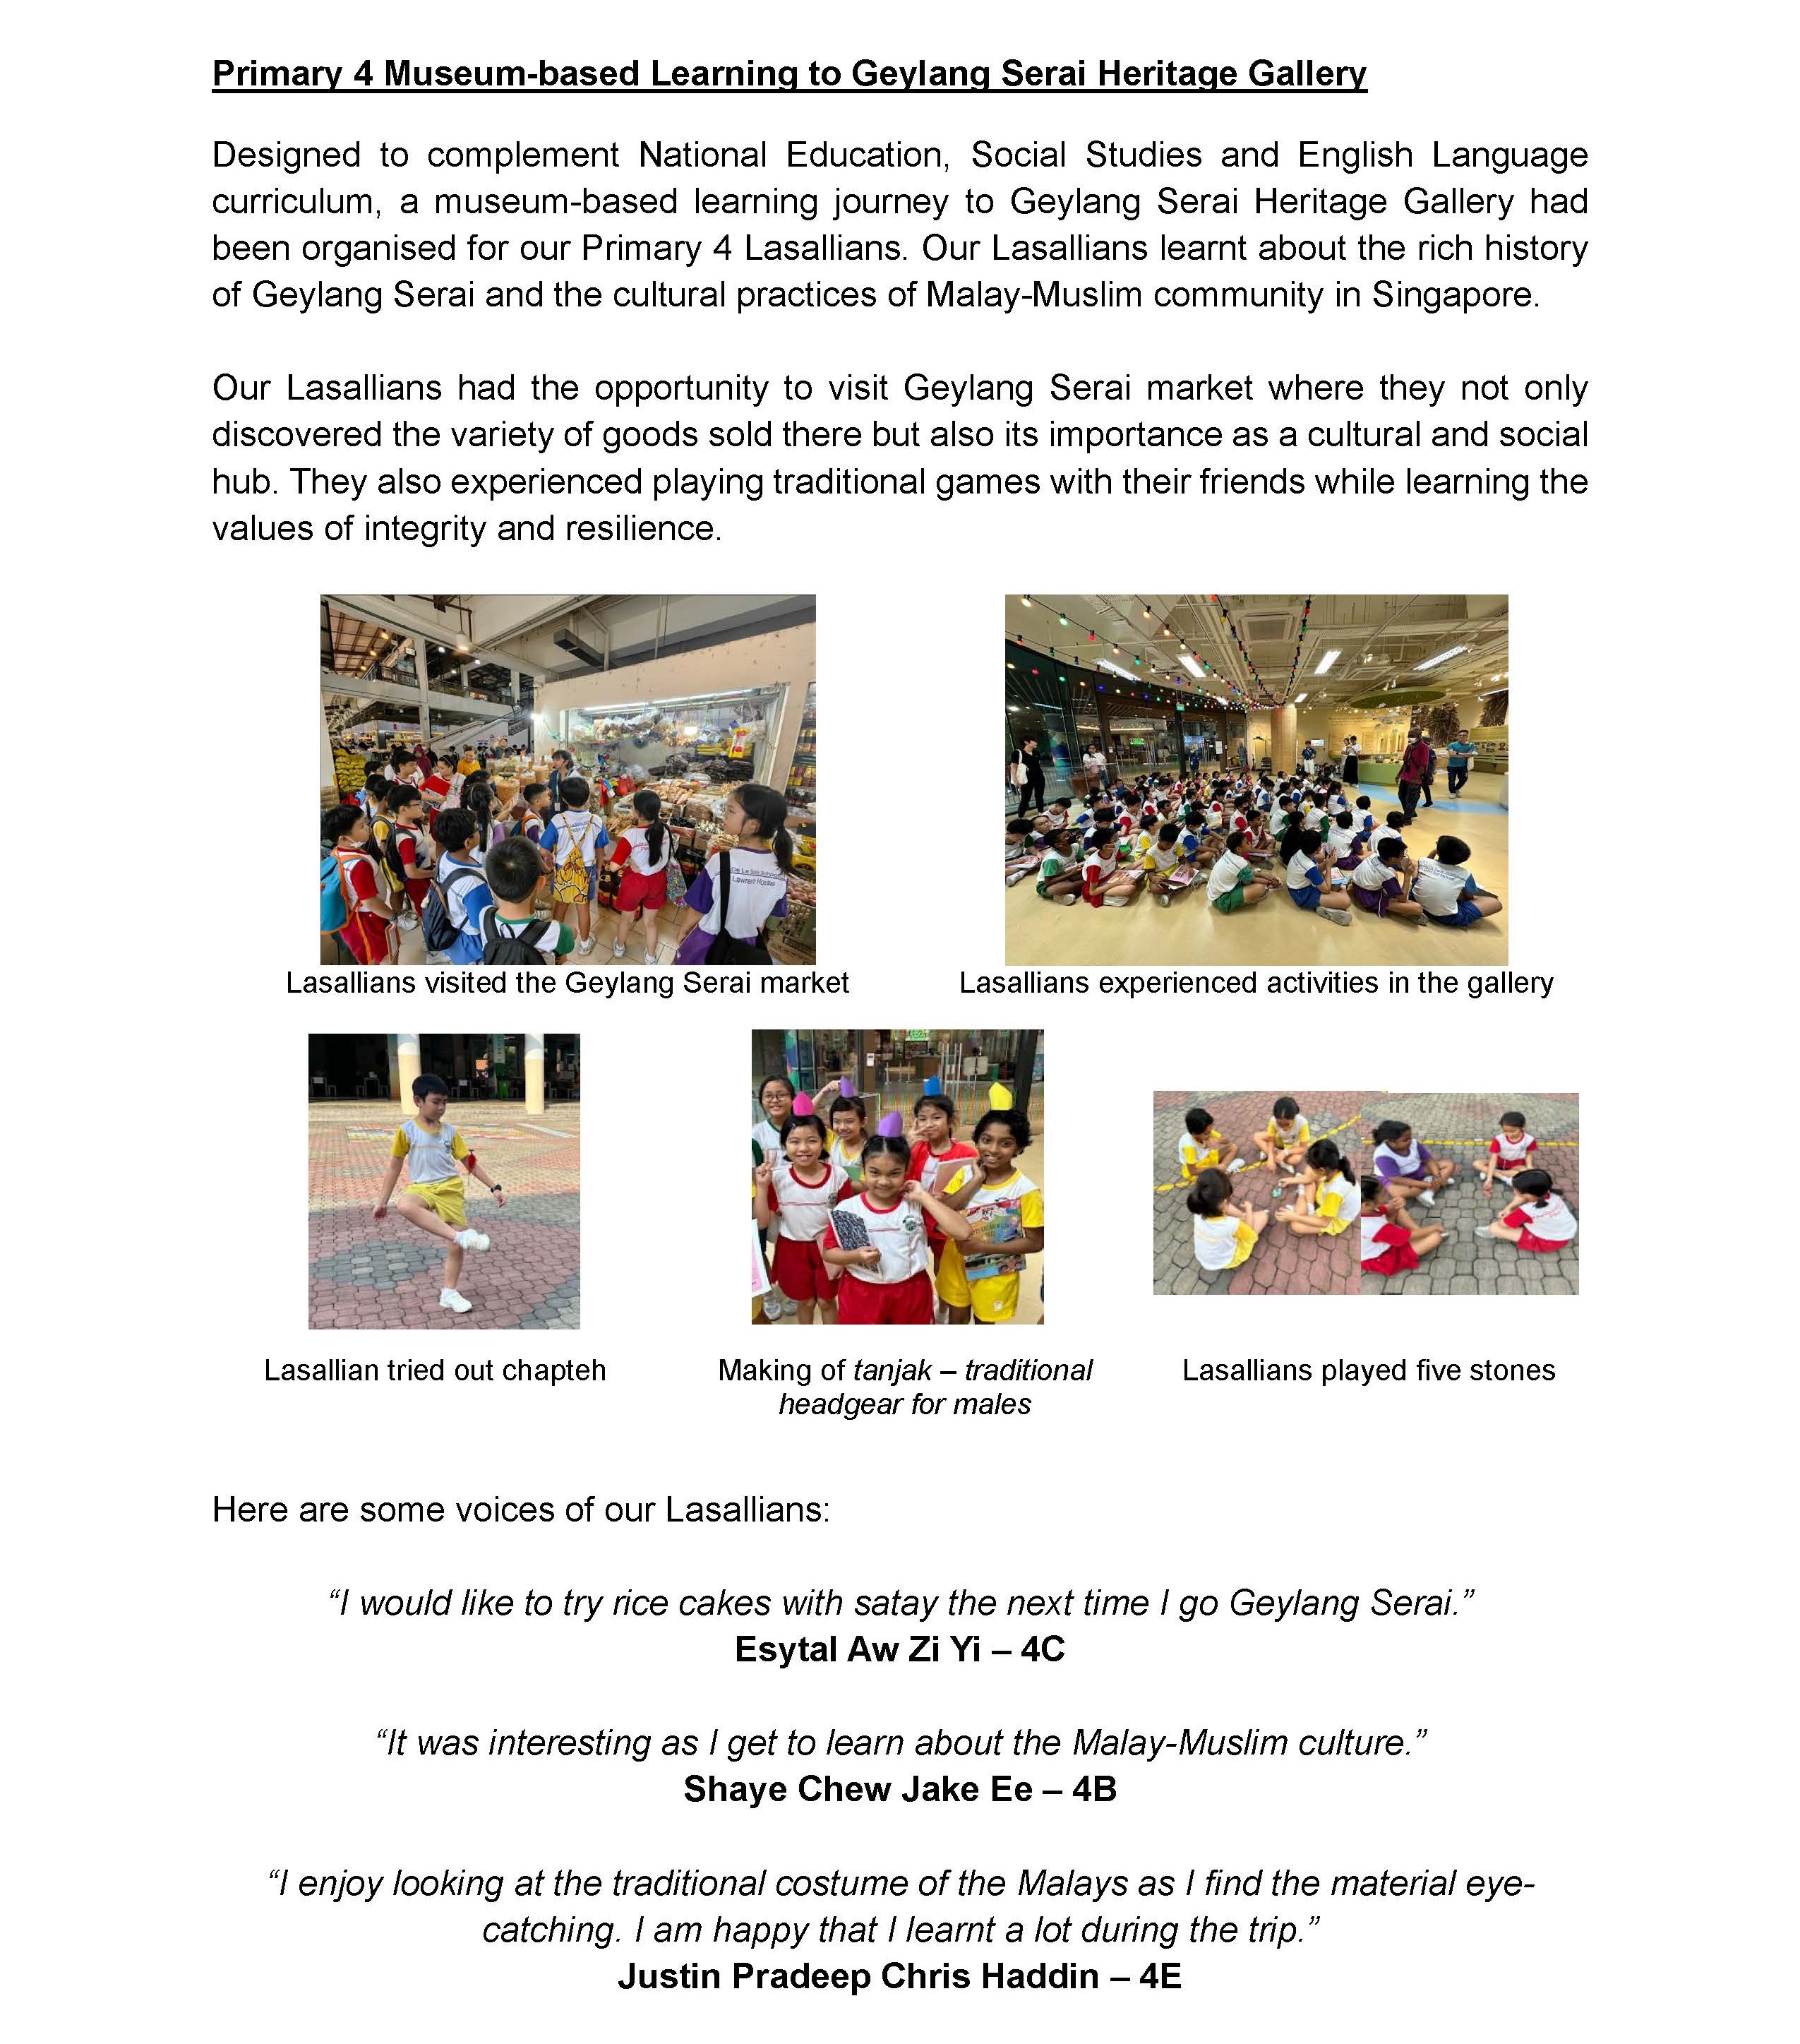 Primary 4 Museum-based Learning to Geylang Serai Heritage Gallery
Designed to complement National Education, Social Studies and English Language
curriculum, a museum-based learning journey to Geylang Serai Heritage Gallery had
been organised for our Primary 4 Lasallians. Our Lasallians learnt about the rich history
of Geylang Serai and the cultural practices of Malay-Muslim community in Singapore.
Our Lasallians had the opportunity to visit Geylang Serai market where they not only
discovered the variety of goods sold there but also its importance as a cultural and social
hub. They also experienced playing traditional games with their friends while learning the
values of integrity and resilience.
Lasallians visited the Geylang Serai market
Lasallians experienced activities in the gallery
Lasallian tried out chapteh
Making of tanjak – traditional
headgear for males
Lasallians played five stones
Here are some voices of our Lasallians:
“I would like to try rice cakes with satay the next time I go Geylang Serai.”
Esytal Aw Zi Yi – 4C
“It was interesting as I get to learn about the Malay-Muslim culture.”
Shaye Chew Jake Ee – 4B
“I enjoy looking at the traditional costume of the Malays as I find the material eye-
catching. I am happy that I learnt a lot during the trip.”
Justin Pradeep Chris Haddin – 4E